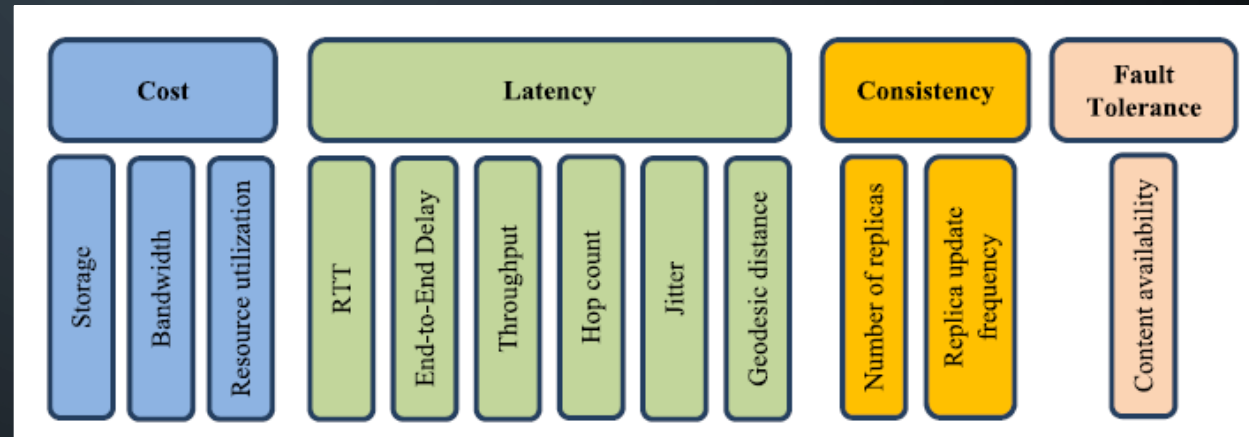 Cost
Latency
Consistency
Fault
Tolerance
Storage
Bandwidth
Resource utilization
RTT
End-to-End Delay
Throughput
Hop count
Jitter
Geodesic distance
Number of replicas
Replica update
frequency
Content availability